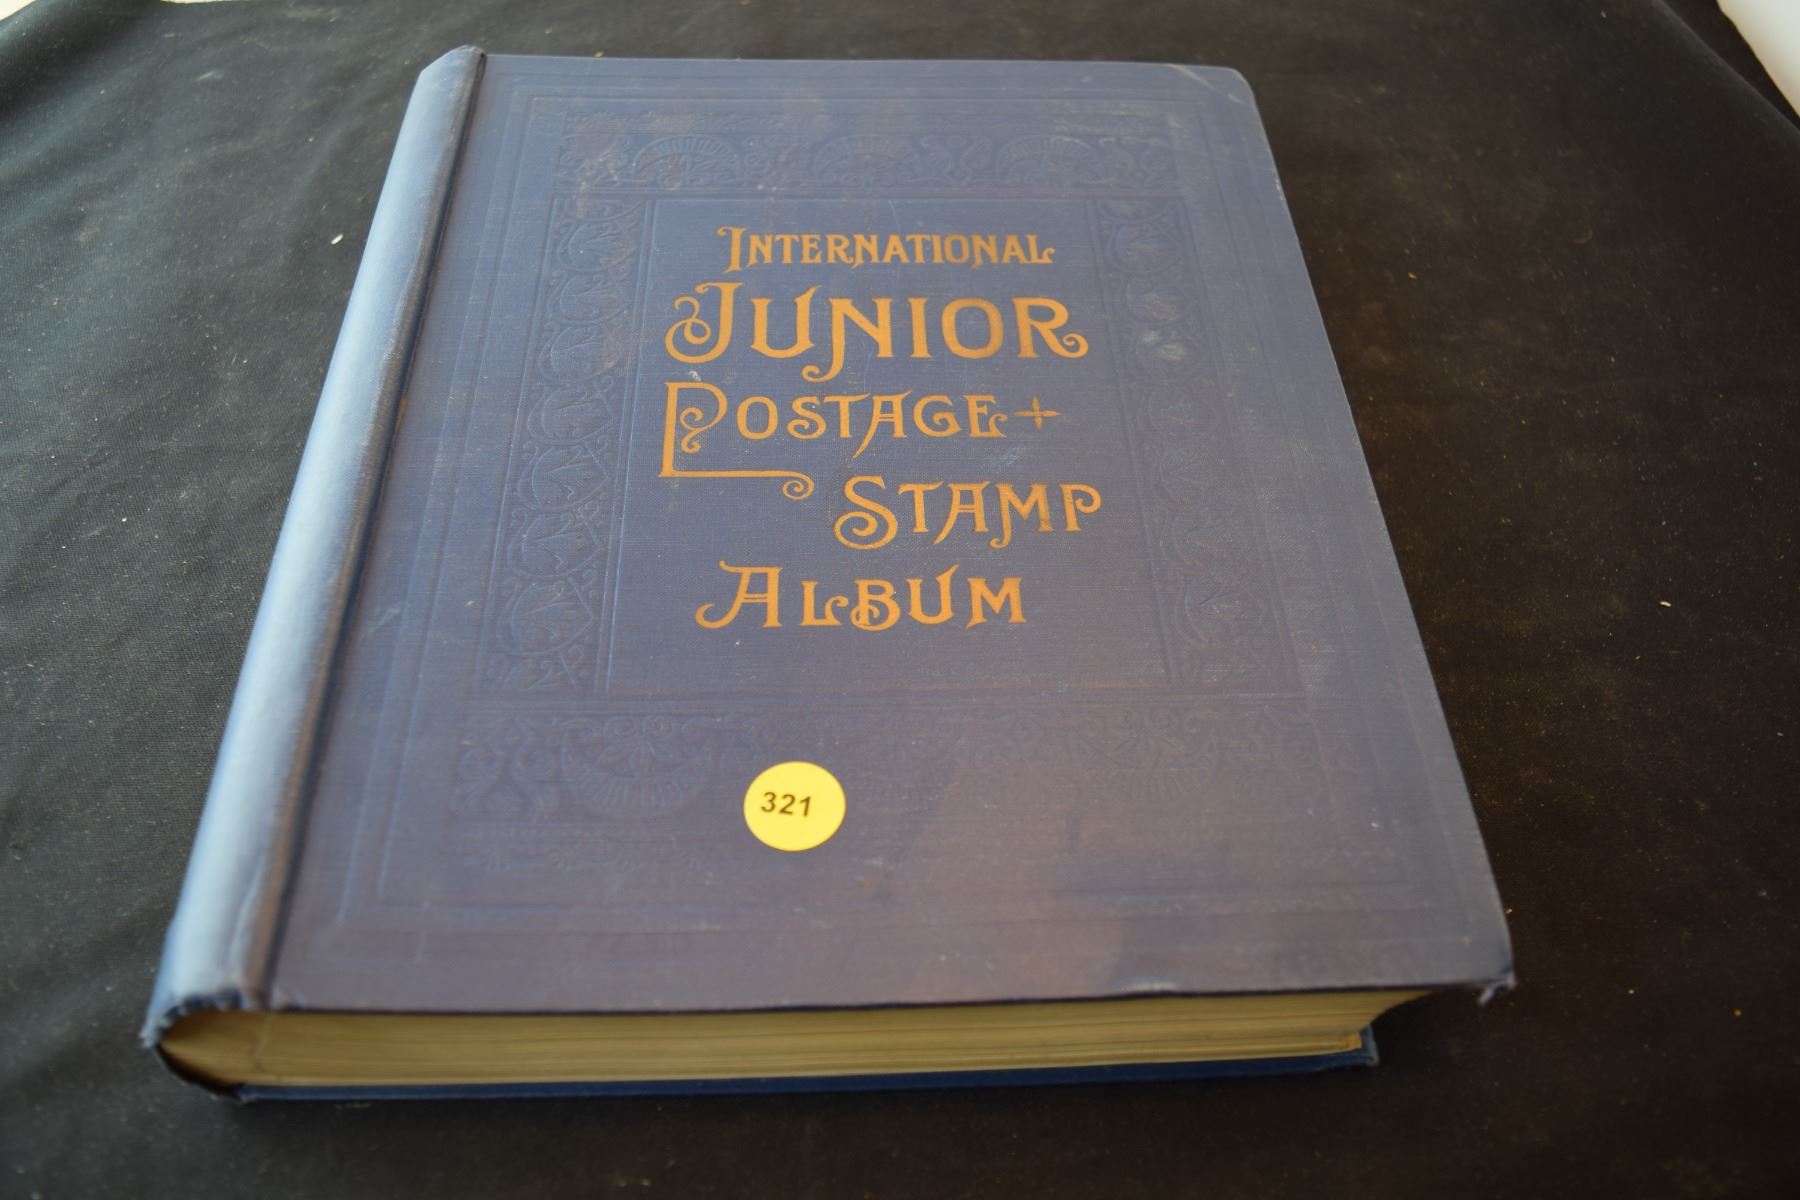 INTERNATIONAL
JUNIOR
POSTAGE
STAMP
ALBUM
321